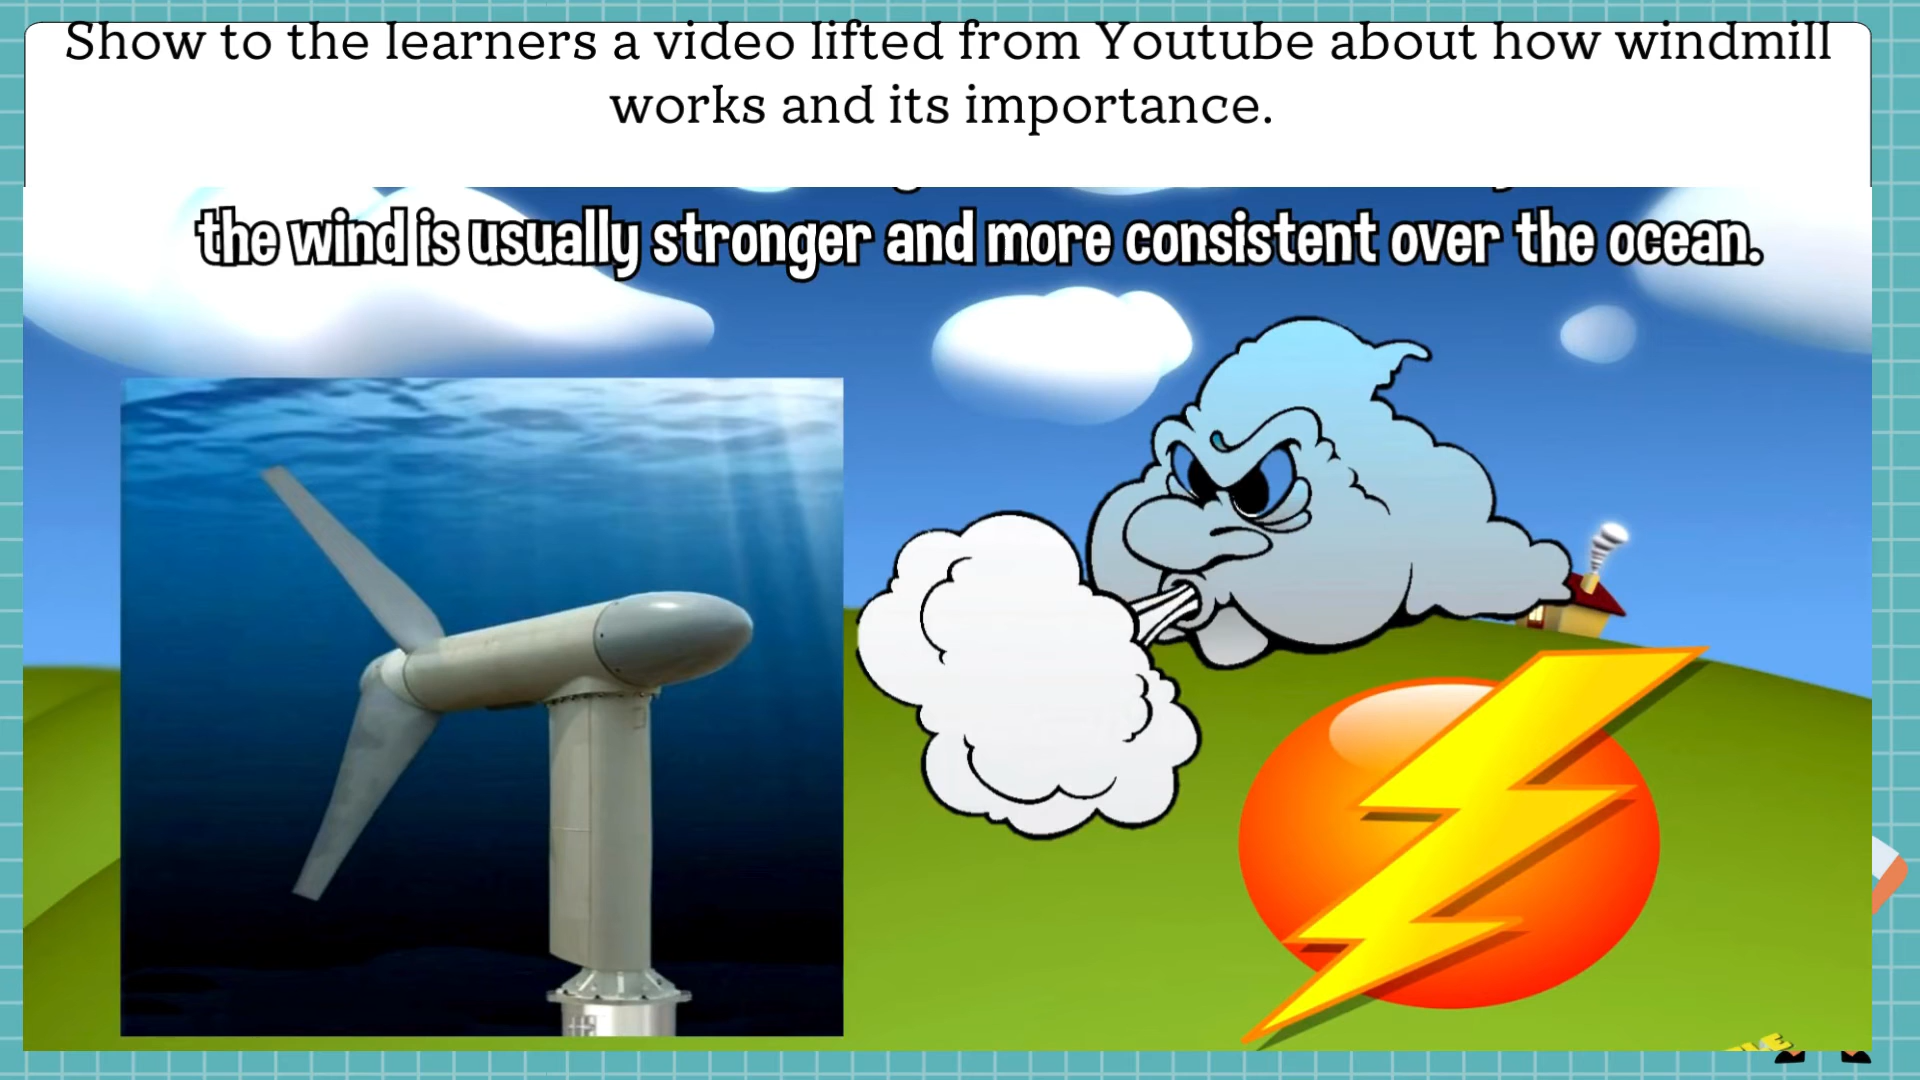 Show to the learners a video lifted from Youtube about how windmill
works and its importance.
the wind is usually stronger and more consistent over the ocean.